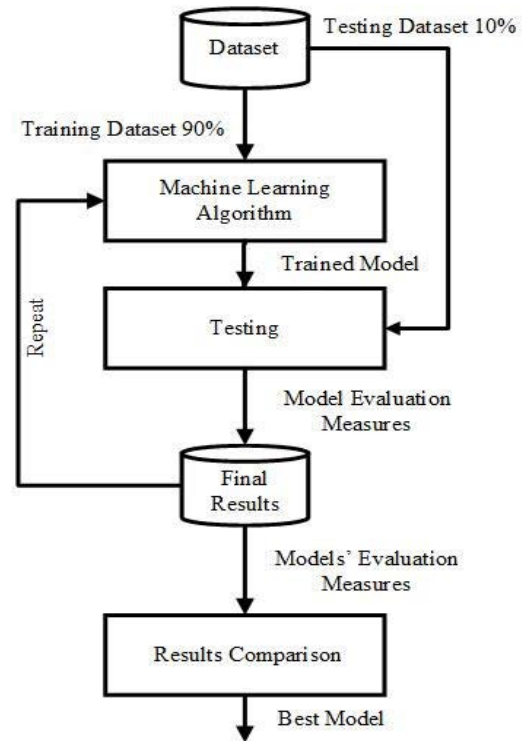 Testing Dataset 10%
Dataset
Training Dataset 90%
Machine Learning
Algorithm
Trained Model
Testing
Repeat
Model Evaluation
Measures
Final
Results
Models’ Evaluation
Measures
Results Comparison
Best Model